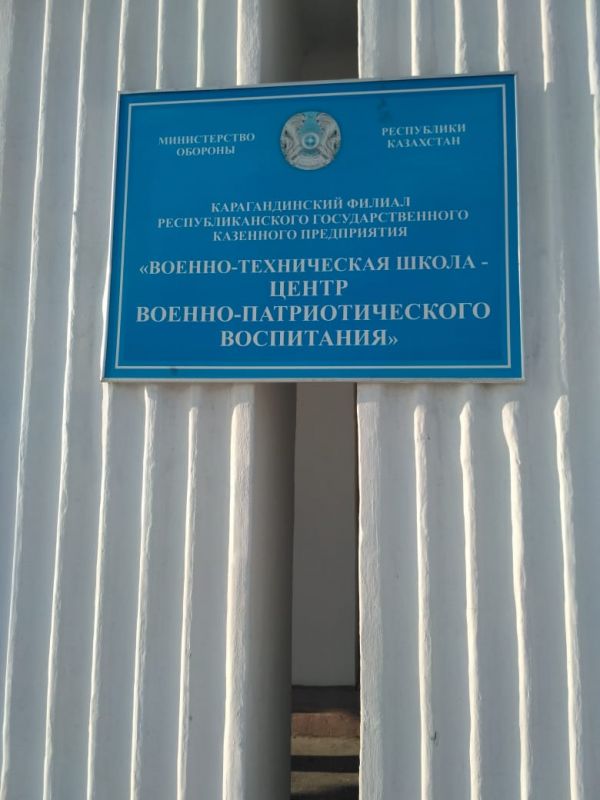 МИНИСТЕРСТВО
ОБОРОНЫ
РЕСПУБЛИКИ
КАЗАХСТАН
КАРАГАНДИНСКИЙ ФИЛИАЛ
РЕСПУБЛИКАНСКОГО ГОСУДАРСТВЕННОГО
КАЗЕННОГО ПРЕДПРИЯТИЯ
«ВОЕННО-ТЕХНИЧЕСКАЯ ШКОЛА -
ЦЕНТР
ВОЕННО-ПАТРИОТИЧЕСКОГО
ВОСПИТАНИЯ»